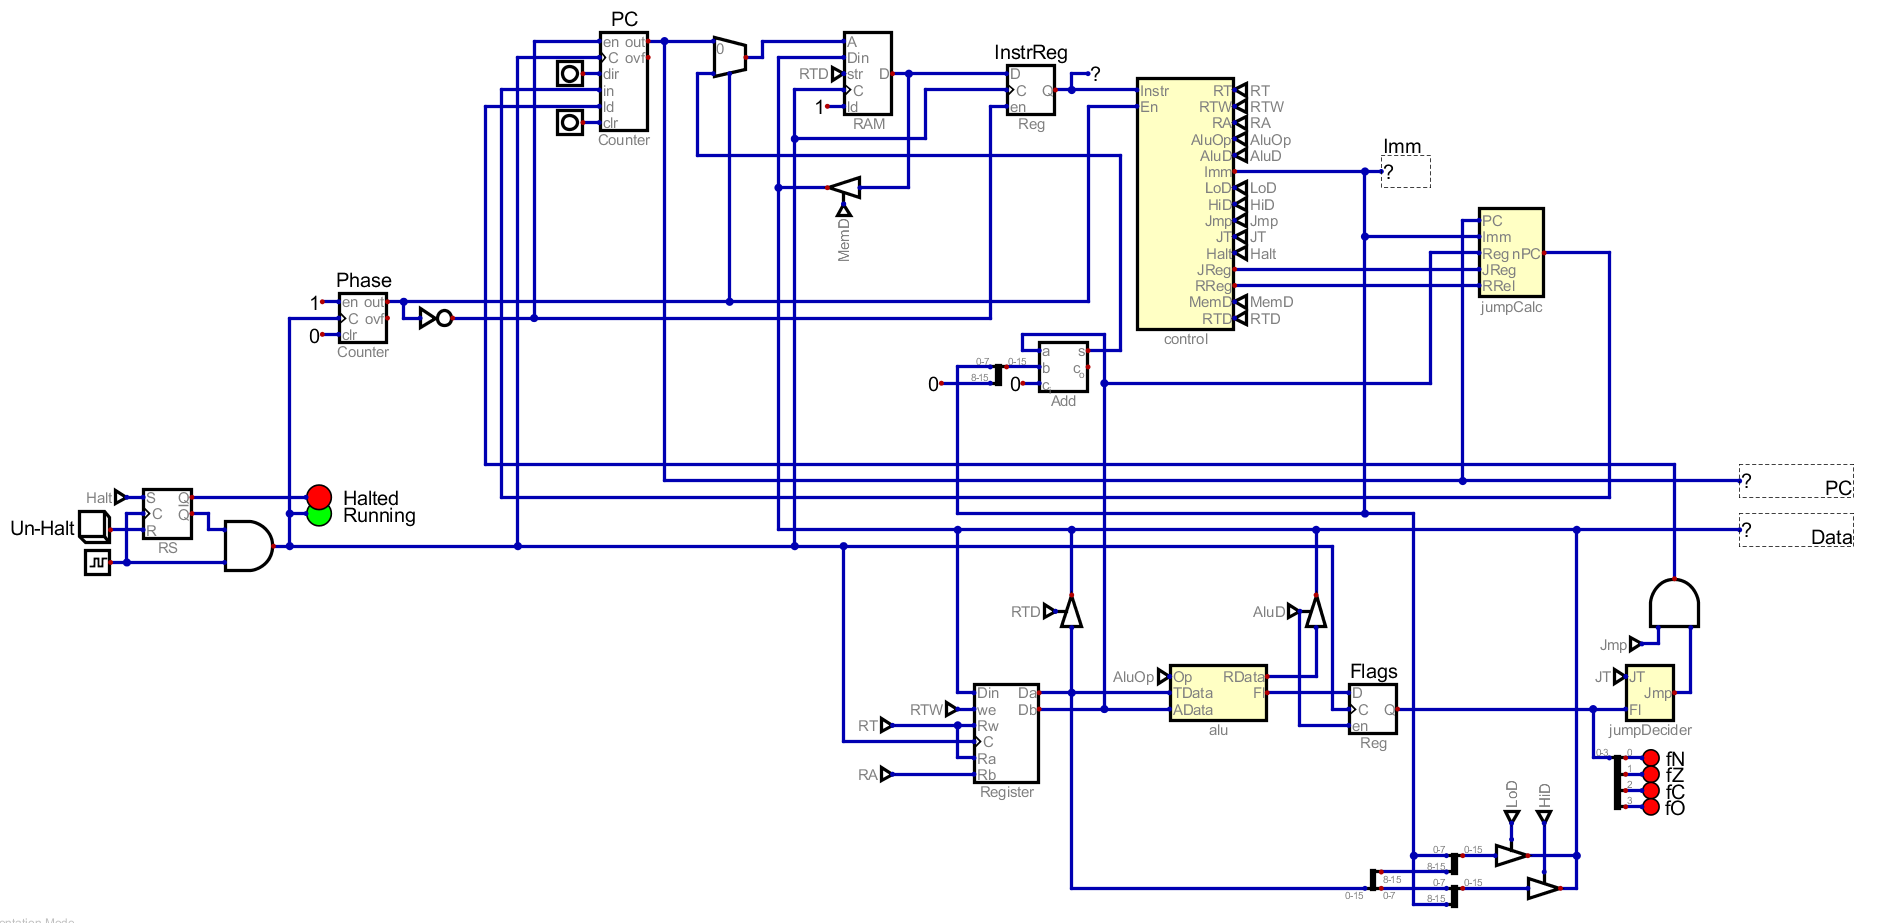 PC
en out
C ovf
dir
in
ld
clr
Counter
0
A
Din
RTD
str
D
C
1
ld
RAM
MemD
InstrReg
D
C Q
en
Reg
?
Instr RT RT
En RTW RTW
RA RA
AluOp AluOp
AluD AluD
Imm
LoD LoD
HiD HiD
Jmp Jmp
JT JT
Halt Halt
JReg
RReg
MemD MemD
RTD RTD
control
Imm
?
PC
Imm
Reg nPC
JReg
RRel
jumpCalc
Phase
1 en out
C ovf
0 clr
Counter
0-7 0-15
8-15
0
0
a s
b c
o
c
Add
Halt S Q
C Q
Un-Halt R
RS
Halted
Running
? PC
? Data
RTD
AluD
Jmp
AluOp Op RData
TData Fl
AData
alu
Flags
D
C Q
en
Reg
JT JT
Jmp
Fl
jumpDecider
Din Da
RTW we Db
RT Rw
C
Ra
RA Rb
Register
0-3
0 fN
1 fZ
2 fC
3 fO
LoD
HiD
0-7 0-15
8-15
8-15
0-15 0-7
0-7 0-15
8-15
entation Mode